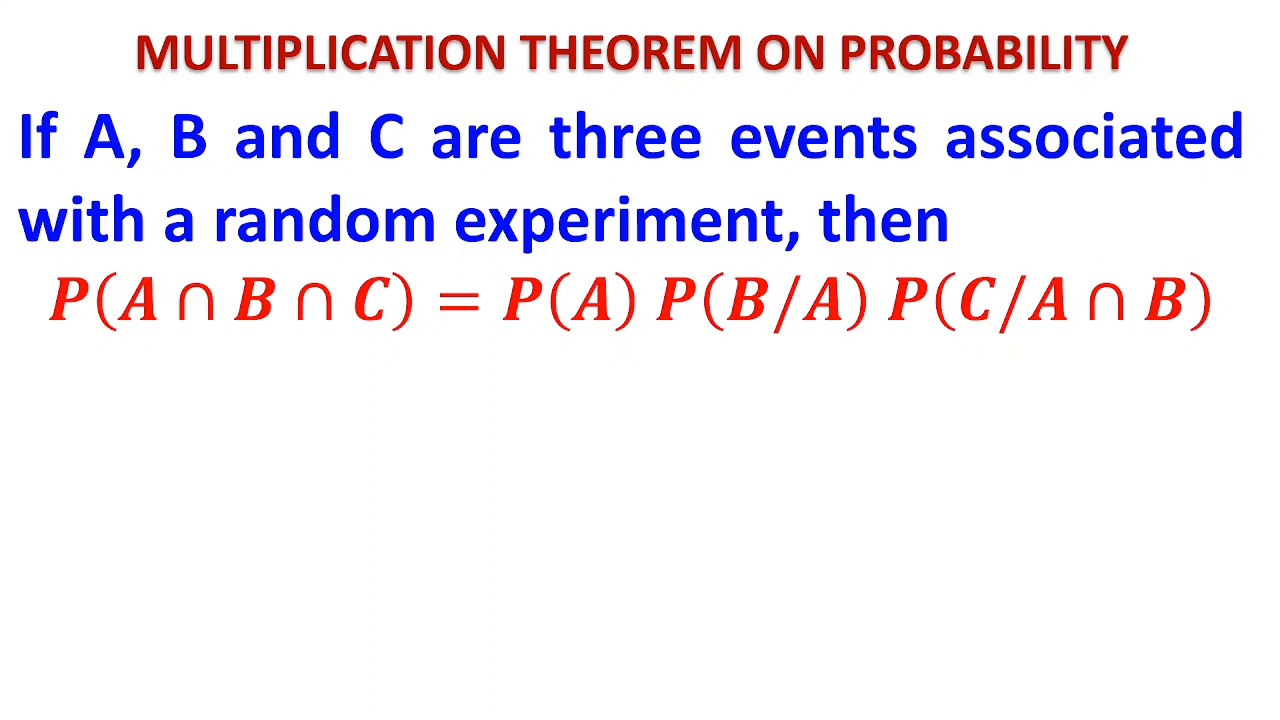 MULTIPLICATION THEOREM ON PROBABILITY
If A, B and C are three events associated
with a random experiment, then
P(A ∩ B ∩ C) = P(A) P(B/A) P(C/A ∩ B)